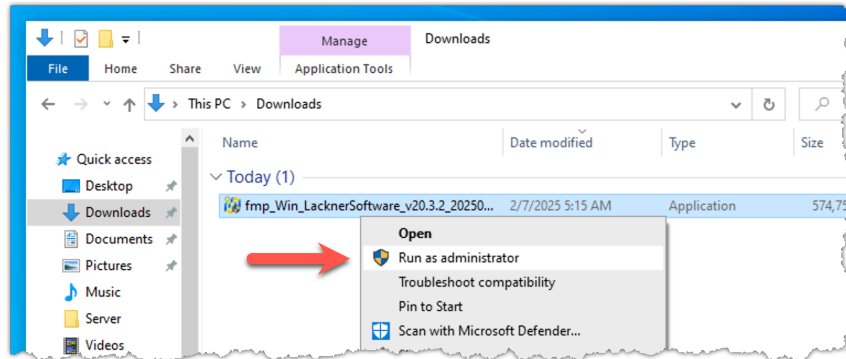 Manage
Downloads
File
Home
Share
View
Application Tools
This PC
Downloads
Name
Date modified
Type
Size
Quick access
Today (1)
Desktop
Downloads
fmp_Win_LacknerSoftware_v20.3.2_20250...
2/7/2025 5:15 AM
Application
574,75
Documents
Open
Pictures
Run as administrator
Music
Troubleshoot compatibility
Server
Pin to Start
Videos
Scan with Microsoft Defender...